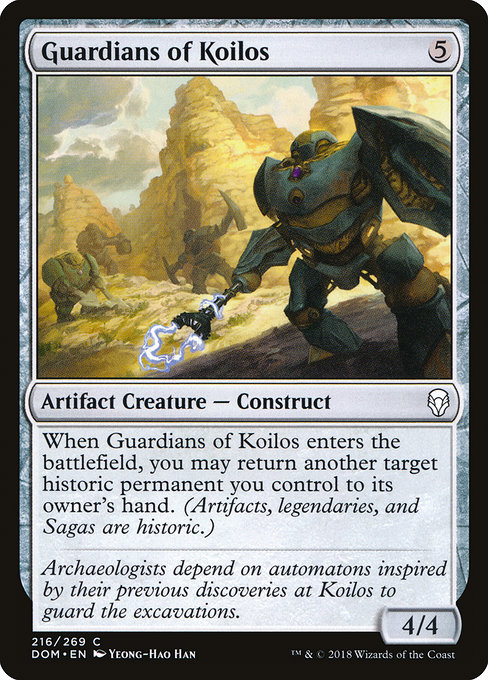 Guardians of Koilos 5
Artifact Creature — Construct
When Guardians of Koilos enters the
battlefield, you may return another target
historic permanent you control to its
owner's hand. (Artifacts, legendaries, and
Sagas are historic.)
Archaeologists depend on automatons inspired
by their previous discoveries at Koilos to
guard the excavations.
4/4
216/269 C
DOM • EN Yeong-Hao Han ™ & © 2018 Wizards of the Coast